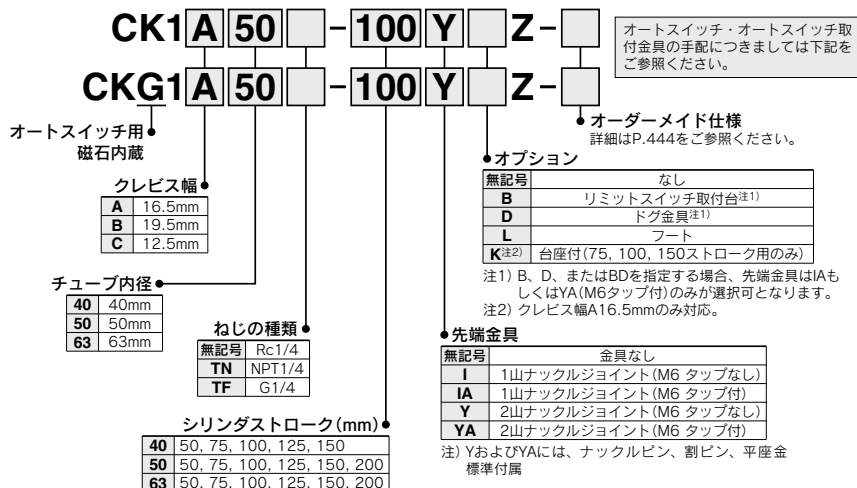 CK1 A 50 -100 Y Z-
CKG1 A 50 -100 Y Z-
オートスイッチ・オートスイッチ取
付金具の手配につきましては下記を
ご参照ください。
オートスイッチ用
磁石内蔵
オーダーメイド仕様
詳細はP.444をご参照ください。
クレビス幅
A 16.5mm
B 19.5mm
C 12.5mm
オプション
無記号 なし
B リミットスイッチ取付台注1)
D ドグ金具注1)
L フート
K注2) 台座付(75, 100, 150ストローク用のみ)
注1) B、D、またはBDを指定する場合、先端金具はIAも
しくはYA(M6タップ付)のみが選択可となります。
注2) クレビス幅A16.5mmのみ対応。
チューブ内径
40 40mm
50 50mm
63 63mm
ねじの種類
無記号 Rc1/4
TN NPT1/4
TF G1/4
先端金具
無記号 金具なし
I 1山ナックルジョイント(M6 タップなし)
IA 1山ナックルジョイント(M6 タップ付)
Y 2山ナックルジョイント(M6 タップなし)
YA 2山ナックルジョイント(M6 タップ付)
注) YおよびYAには、ナックルピン、割ピン、平座金
標準付属
シリンダストローク(mm)
40 50, 75, 100, 125, 150
50 50, 75, 100, 125, 150, 200
63 50, 75, 100, 125, 150, 200